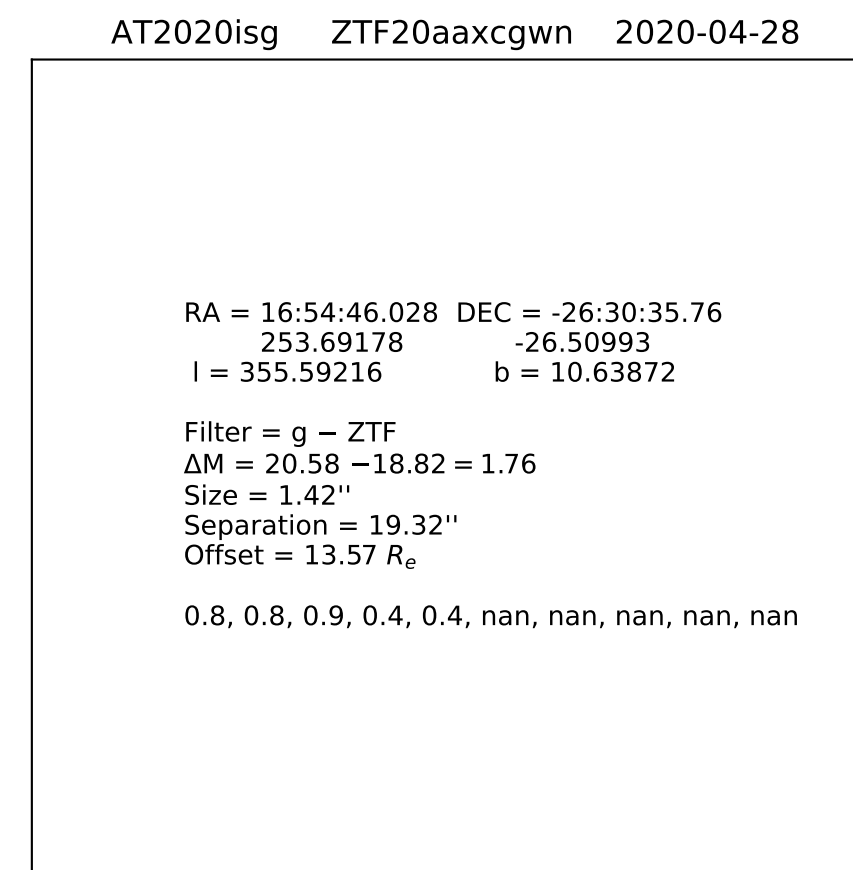 AT2020isg ZTF20aaxcgwn 2020-04-28
RA = 16:54:46.028 DEC = -26:30:35.76
253.69178 -26.50993
l = 355.59216 b = 10.63872
Filter = g − ZTF
ΔM = 20.58 −18.82 = 1.76
Size = 1.42''
Separation = 19.32''
Offset = 13.57 Re
0.8, 0.8, 0.9, 0.4, 0.4, nan, nan, nan, nan, nan